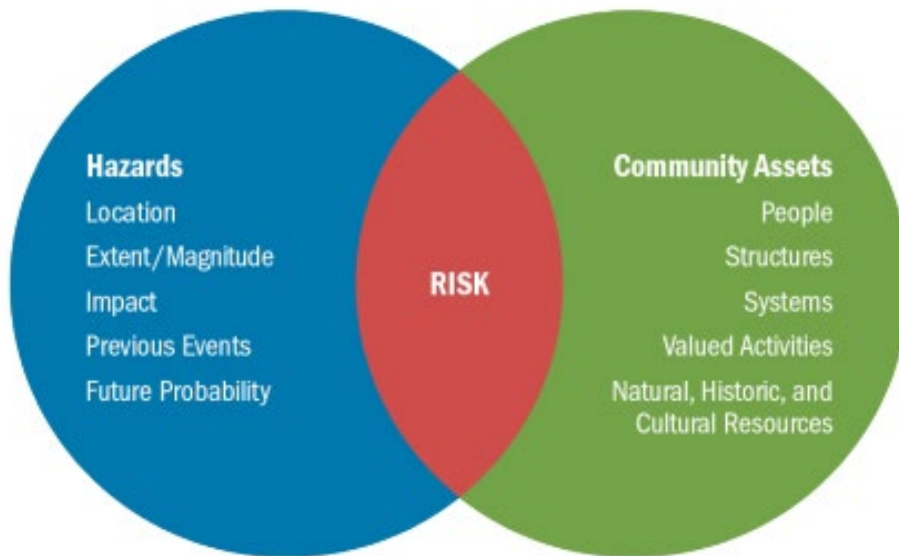 Hazards
Location
Extent/Magnitude
Impact
Previous Events
Future Probability
RISK
Community Assets
People
Structures
Systems
Valued Activities
Natural, Historic, and
Cultural Resources